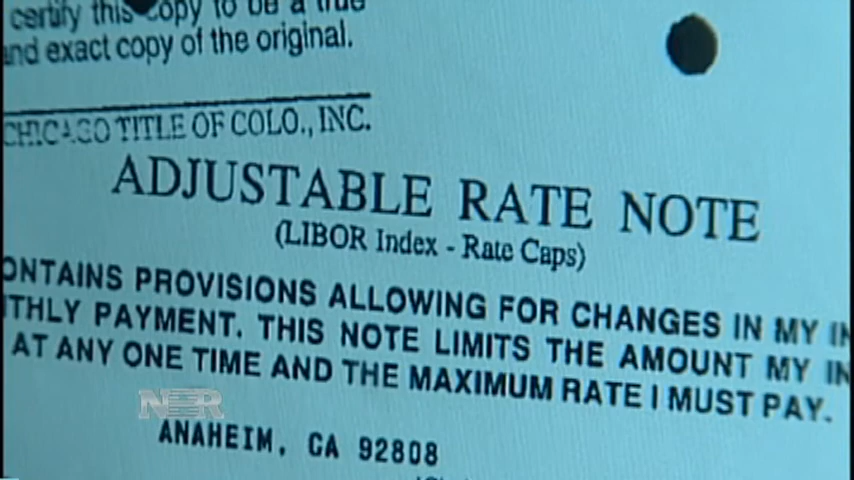 certify this copy to be a true
and exact copy of the original.
CHICAGO TITLE OF COLO., INC.
ADJUSTABLE RATE NOTE
(LIBOR Index - Rate Caps)
ONTAINS PROVISIONS ALLOWING FOR CHANGES IN MY IN
THLY PAYMENT. THIS NOTE LIMITS THE AMOUNT MY IN
AT ANY ONE TIME AND THE MAXIMUM RATE I MUST PAY.
NBR
ANAHEIM, CA 92808